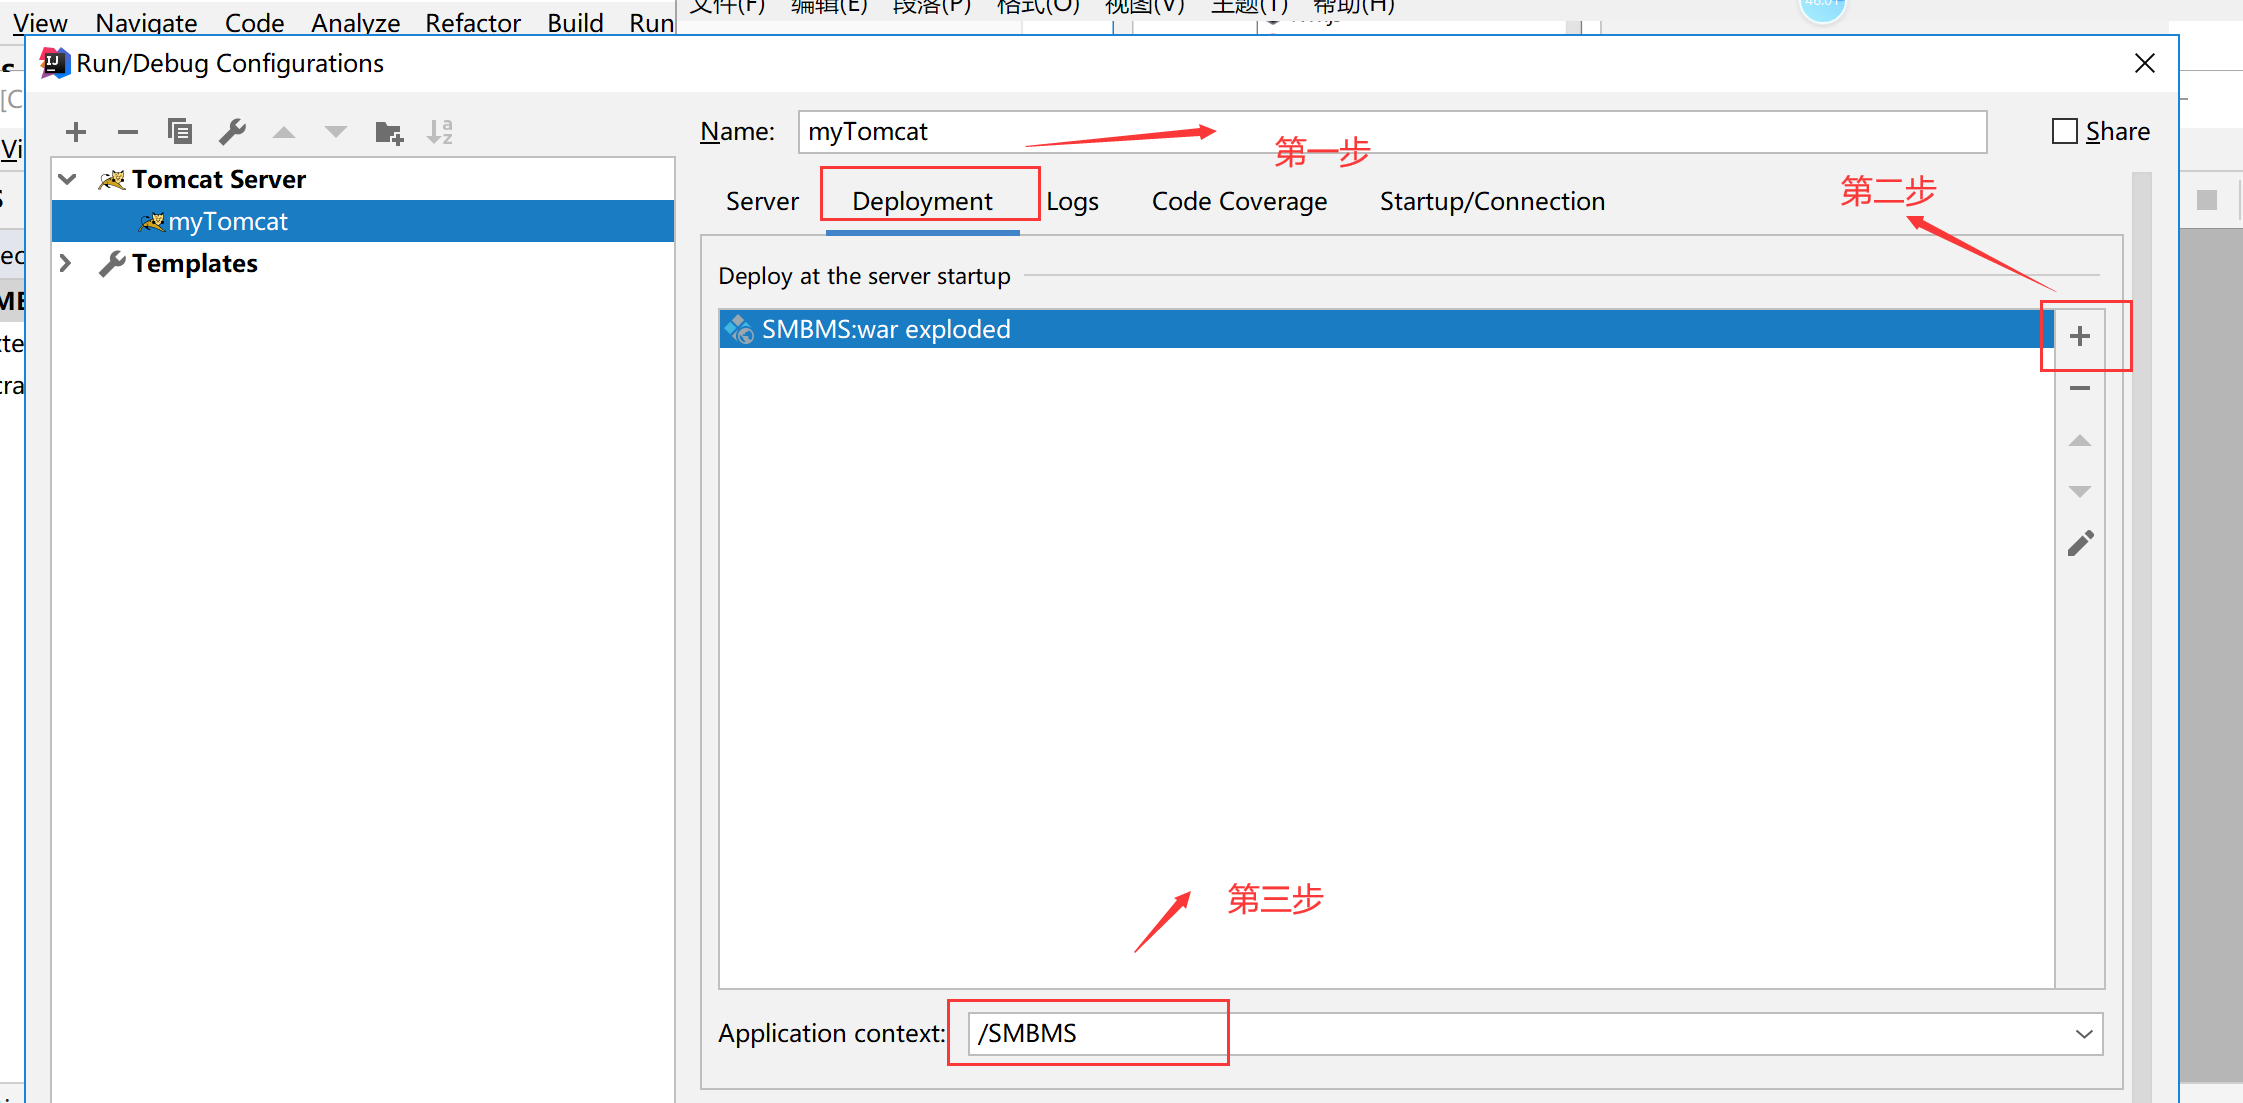 View Navigate Code Analyze Refactor Build Run
文件(F) 编辑(E) 段落(P) 格式(O) 视图(V) 主题(T) 帮助(H)
Run/Debug Configurations
Name: myTomcat
Share
第一步
Tomcat Server
myTomcat
Templates
Server Deployment Logs Code Coverage Startup/Connection
第二步
Deploy at the server startup
SMBMS:war exploded
第三步
Application context: /SMBMS